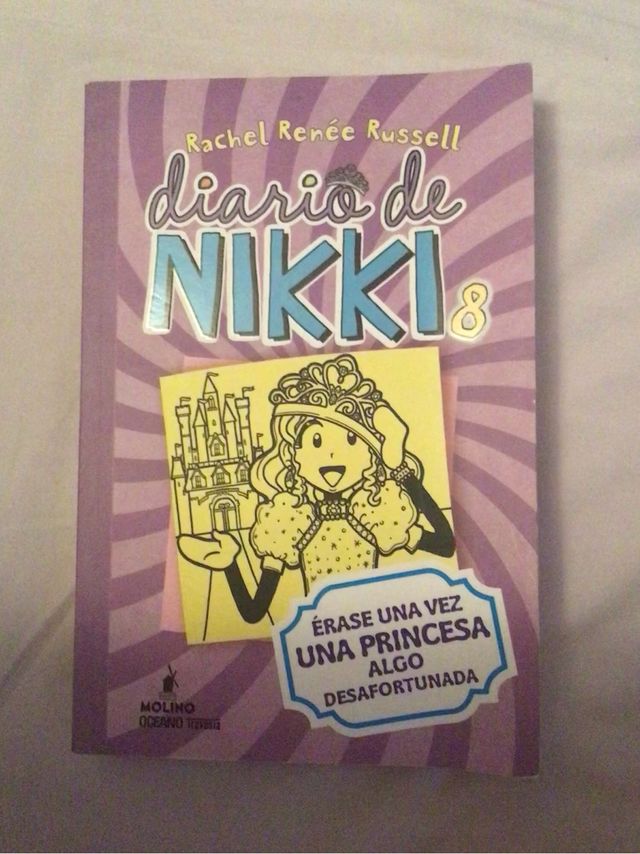 Rachel Renée Russell
diario de
NIKKI 8
ÉRASE UNA VEZ
UNA PRINCESA
ALGO
DESAFORTUNADA
MOLINO
OCEANO Travesía